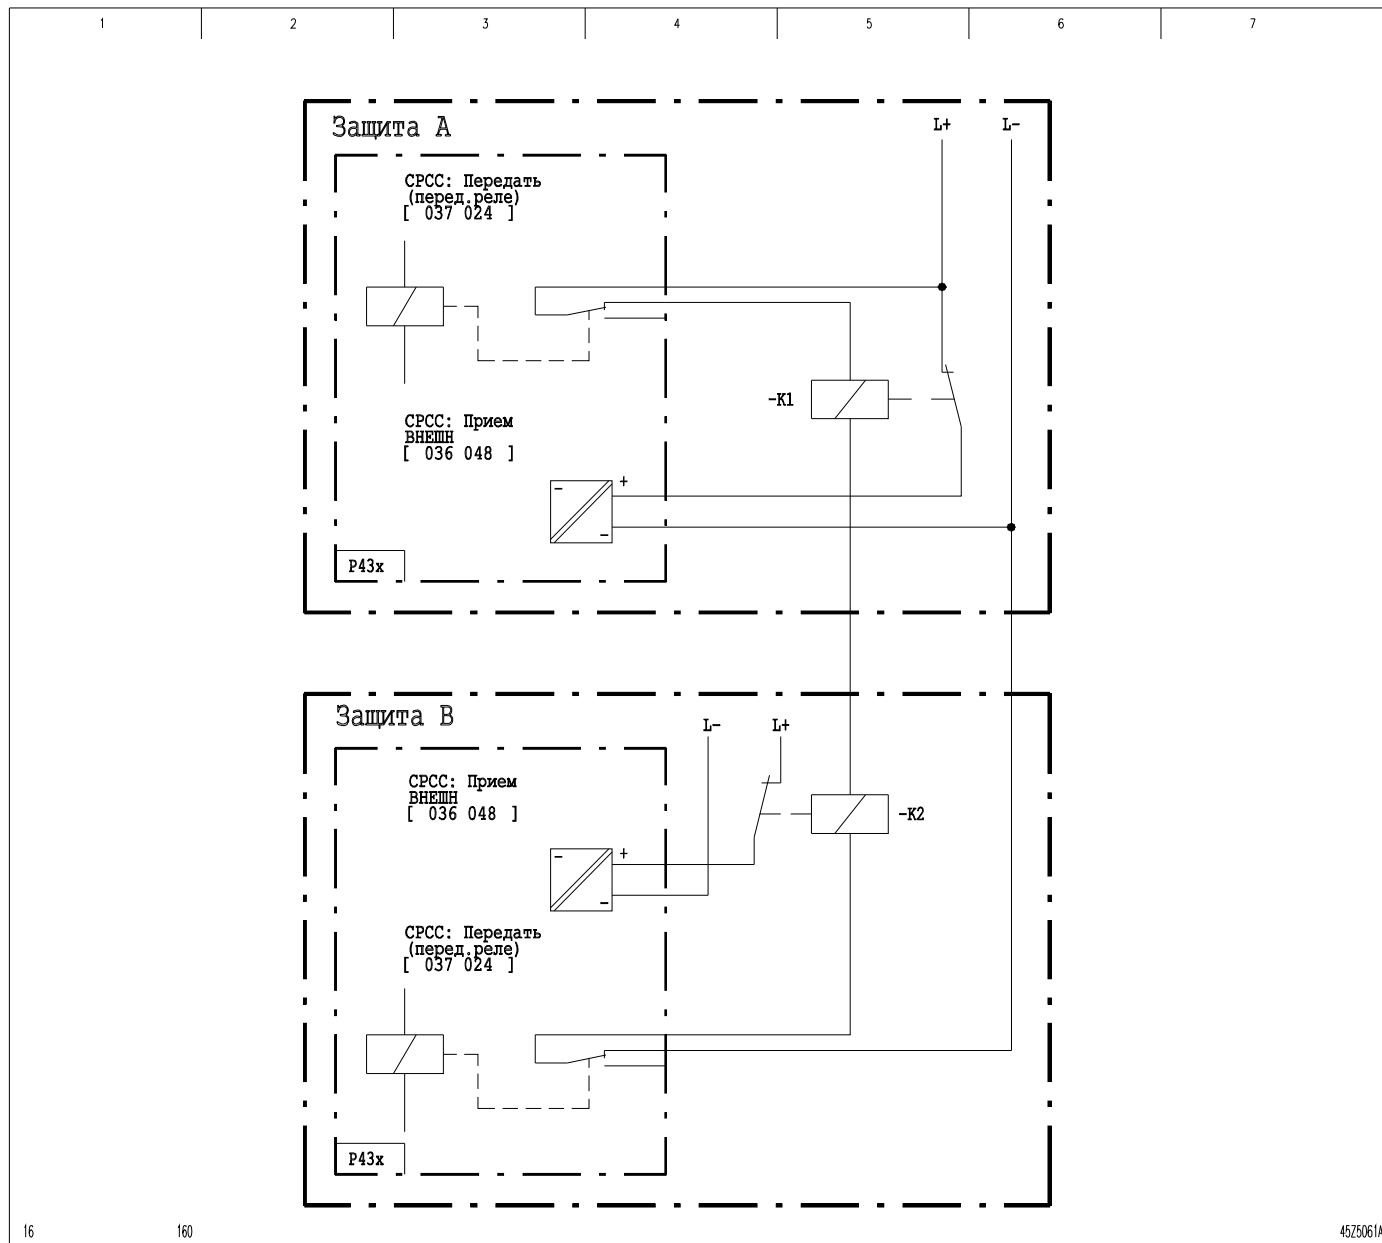 1 2 3 4 5 6 7
Защита А
L+ L-
СРСС: Передать
(перед.реле)
[ 037 024 ]
-K1
СРСС: Прием
ВНЕШН
[ 036 048 ]
- +
-
P43x
Защита В
L- L+
СРСС: Прием
ВНЕШН
[ 036 048 ]
-K2
- +
-
СРСС: Передать
(перед.реле)
[ 037 024 ]
P43x
16 160 45Z5061A